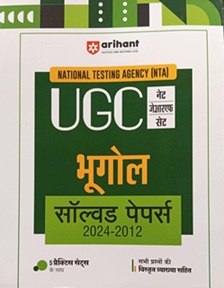 arihant
NATIONAL TESTING AGENCY (NTA)
UGC
नेट
जेआरएफ
सेट
भूगोल
सॉल्वड पेपर्स
2024-2012
5 प्रैक्टिस सेट्स
के साथ
सभी प्रश्नों की
विस्तृत व्याख्या सहित